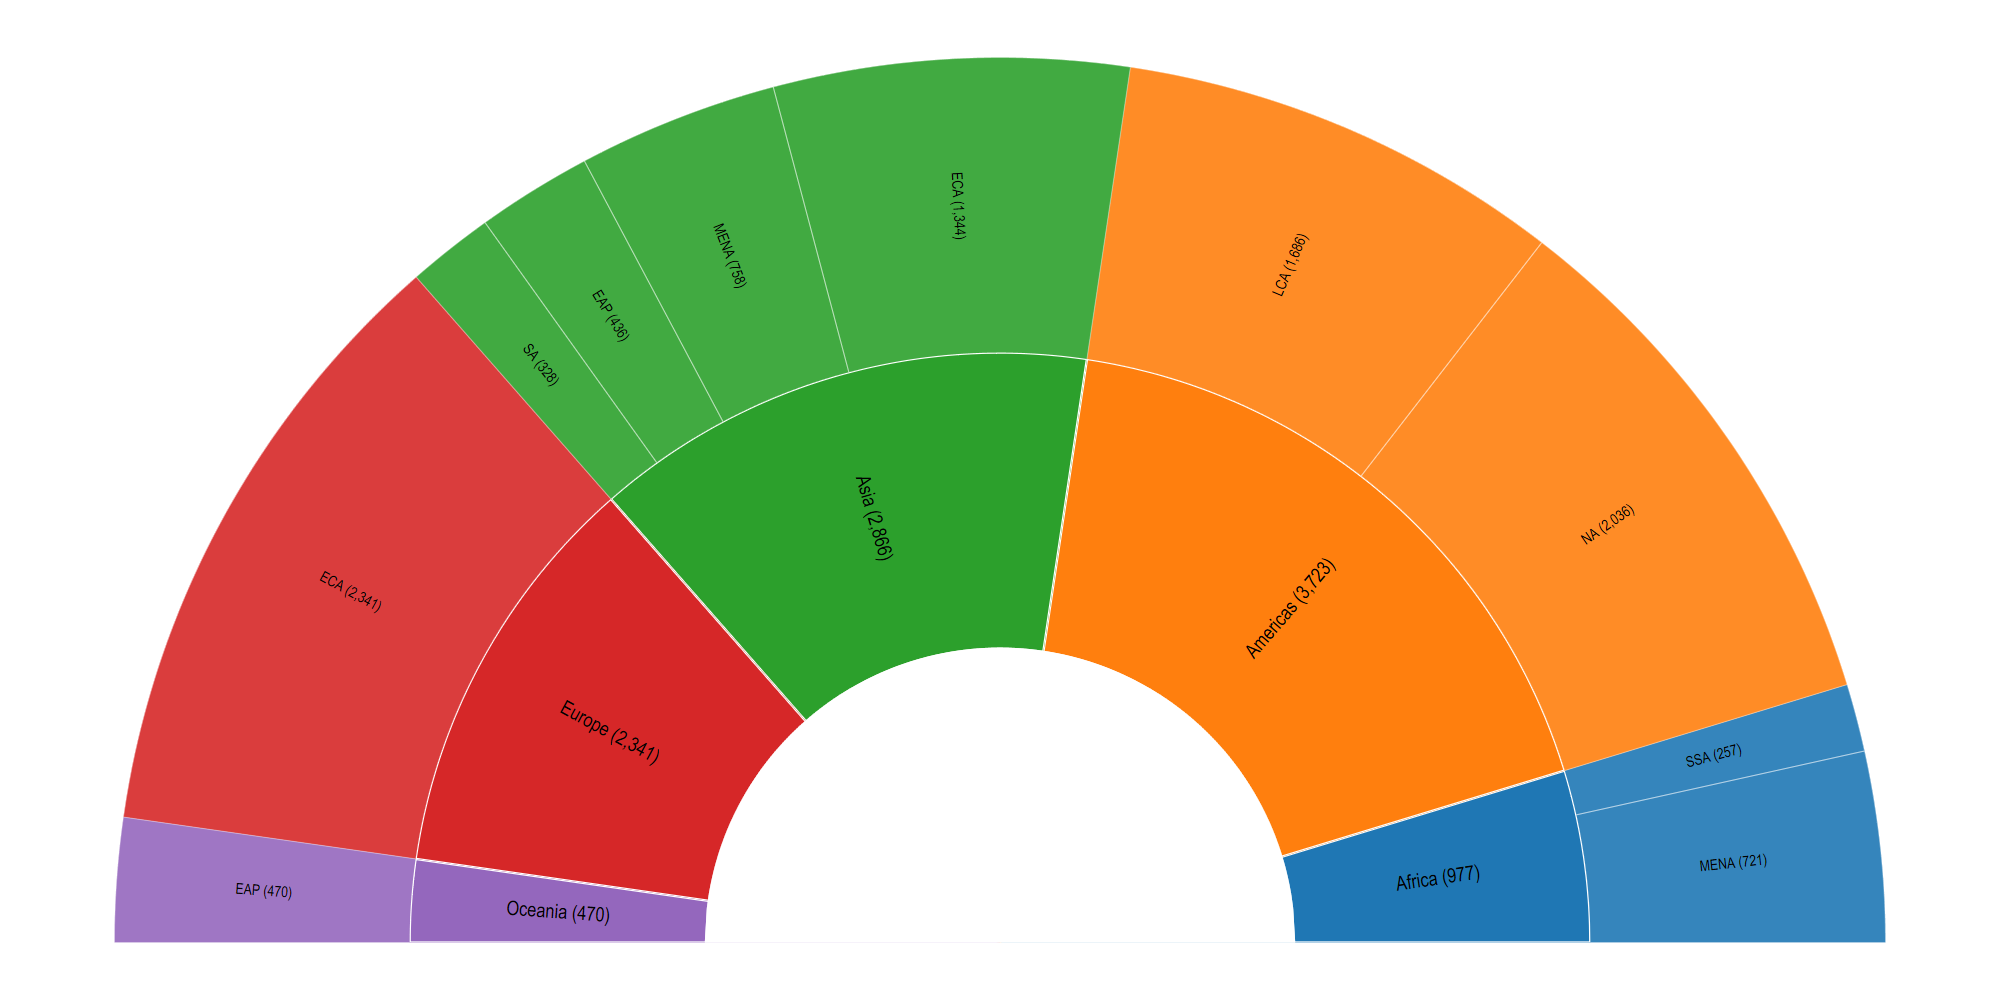 ECA (1,344)
MENA (758)
LCA (1,686)
EAP (436)
SA (328)
Asia (2,866)
NA (2,036)
ECA (2,341)
Americas (3,723)
Europe (2,341)
SSA (257)
MENA (721)
Africa (977)
EAP (470)
Oceania (470)